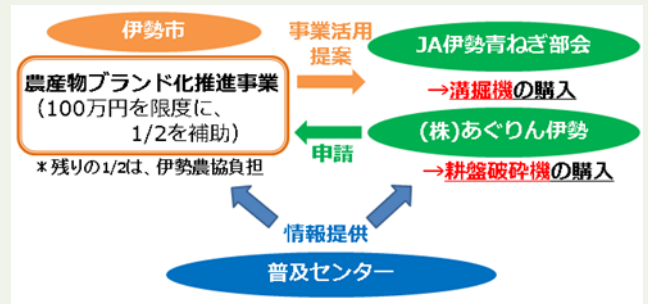 伊勢市
事業活用
提案
JA伊勢青ねぎ部会
農産物ブランド化推進事業
(100万円を限度に、
1/2を補助)
→溝掘機の購入
(株)あぐりん伊勢
申請
*残りの1/2は、伊勢農協負担
→耕盤破砕機の購入
情報提供
普及センター